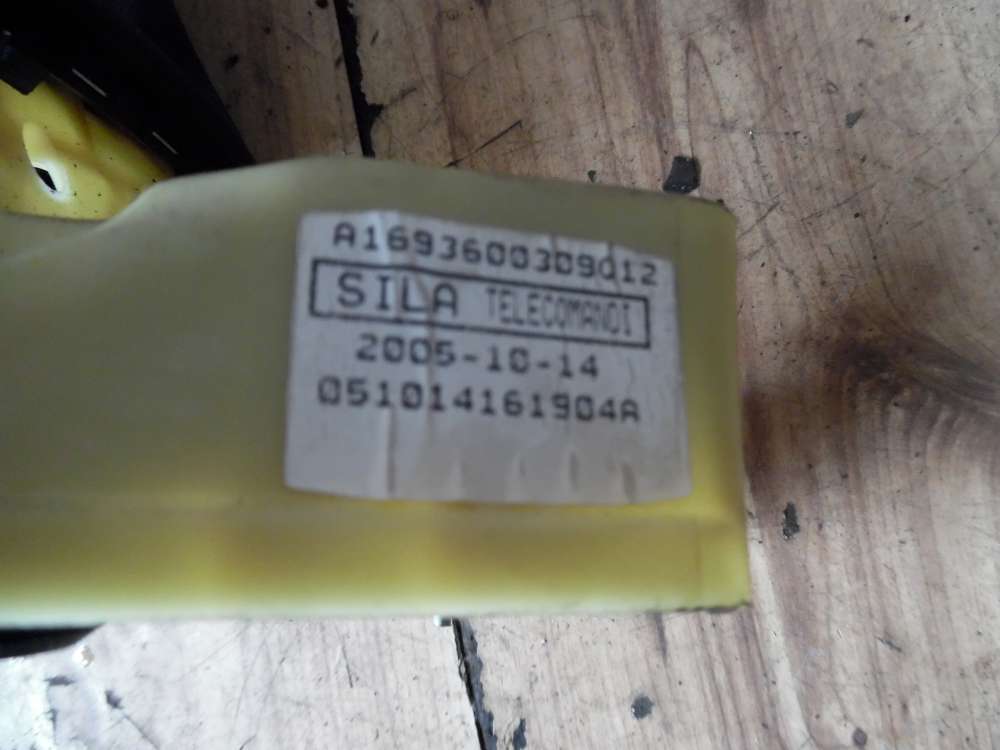 A1693600309Q12
SILA TELECOMANDI
2005-10-14
051014161904A